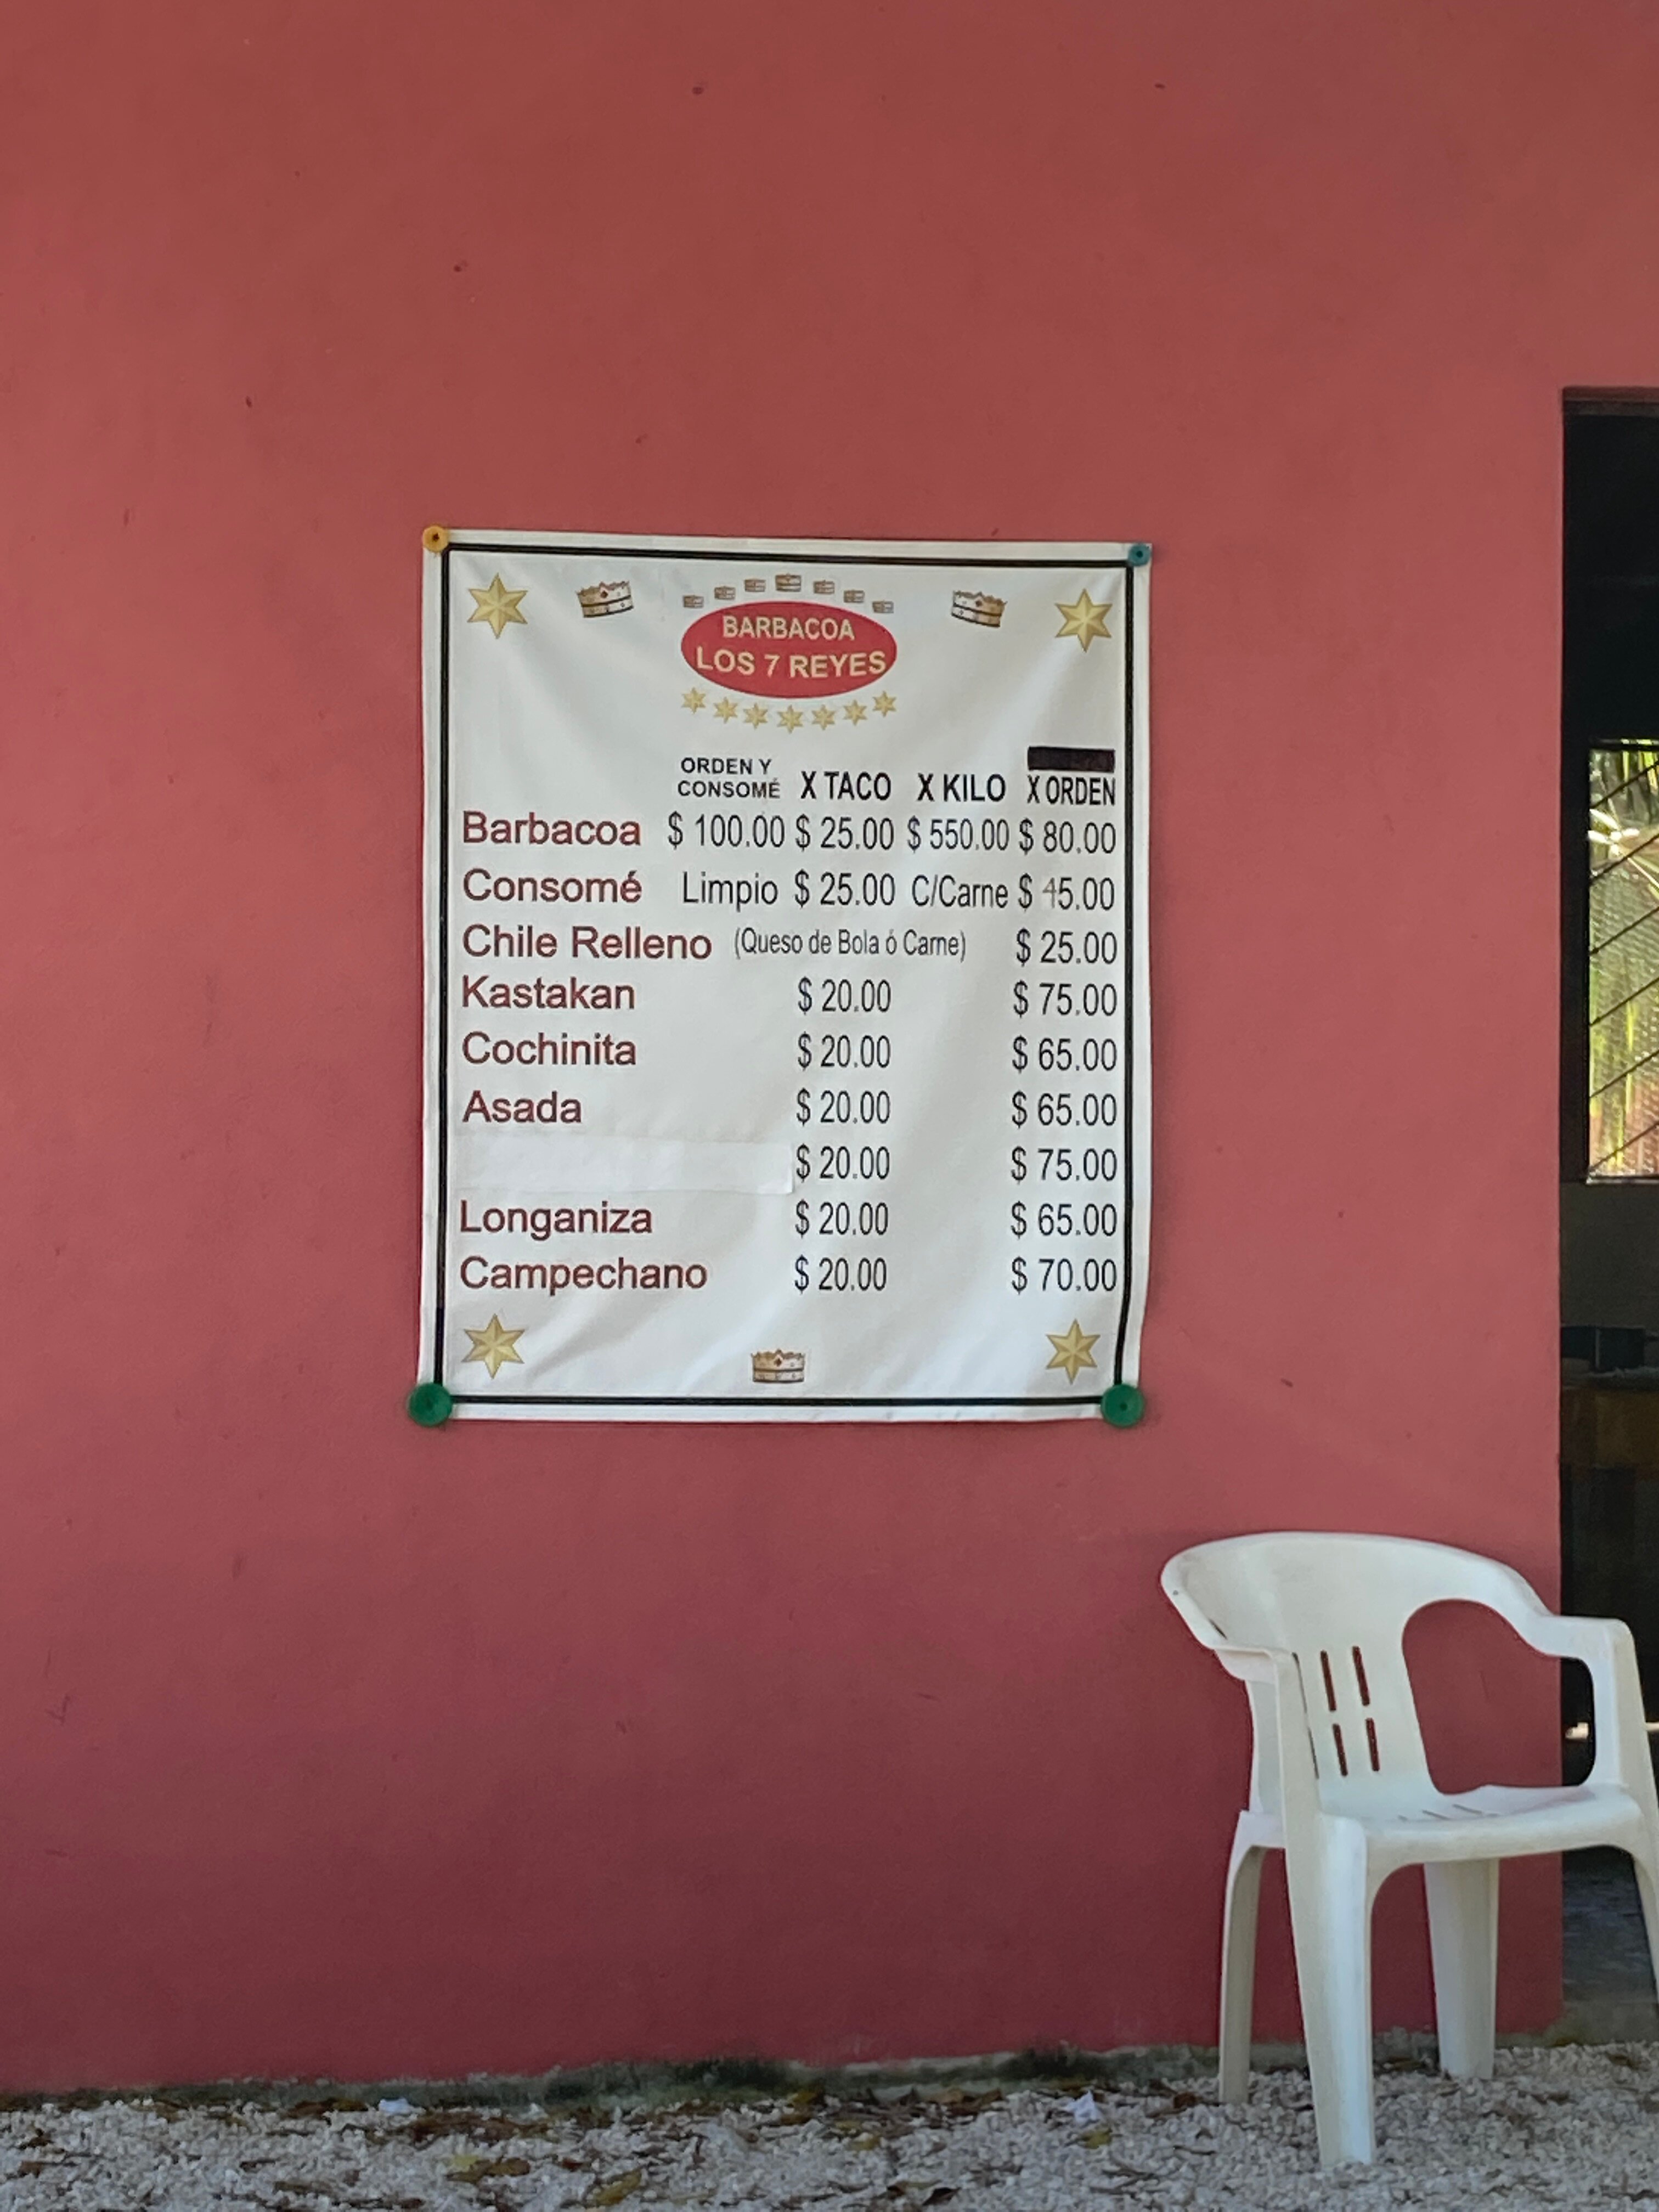 BARBACOA
LOS 7 REYES
ORDEN Y
CONSOMÉ X TACO X KILO X ORDEN
Barbacoa $ 100.00 $ 25.00 $ 550.00 $ 80.00
Consomé Limpio $ 25.00 C/Carne $ 45.00
Chile Relleno (Queso de Bola ó Carne) $ 25.00
Kastakan $ 20.00 $ 75.00
Cochinita $ 20.00 $ 65.00
Asada $ 20.00 $ 65.00
$ 20.00 $ 75.00
Longaniza $ 20.00 $ 65.00
Campechano $ 20.00 $ 70.00